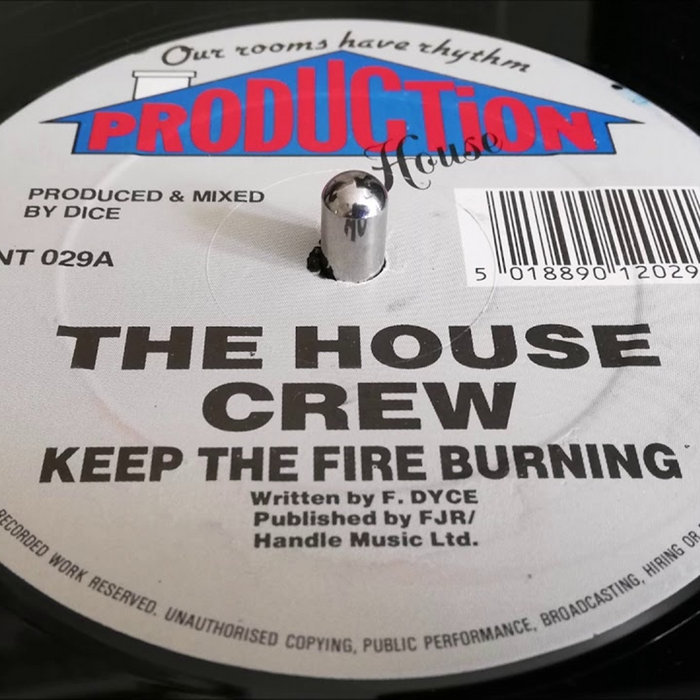 Our rooms have rhythm
PRODUCTiON
House
PRODUCED & MIXED
BY DICE
NT 029A
5 018890 12029
THE HOUSE
CREW
KEEP THE FIRE BURNING
Written by F. DYCE
Published by FJR/
Handle Music Ltd.
RECORDED WORK RESERVED. UNAUTHORISED COPYING, PUBLIC PERFORMANCE, BROADCASTING, HIRING OR